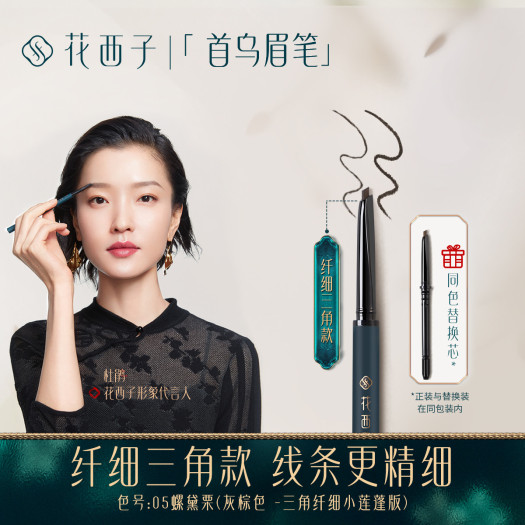 花西子|「首乌眉笔」
纤细三角款
同色替换芯*
*正装与替换装
在同包装内
杜鹃
花西子形象代言人
花西
纤细三角款 线条更精细
色号:05螺黛栗(灰棕色 -三角纤细小莲蓬版)